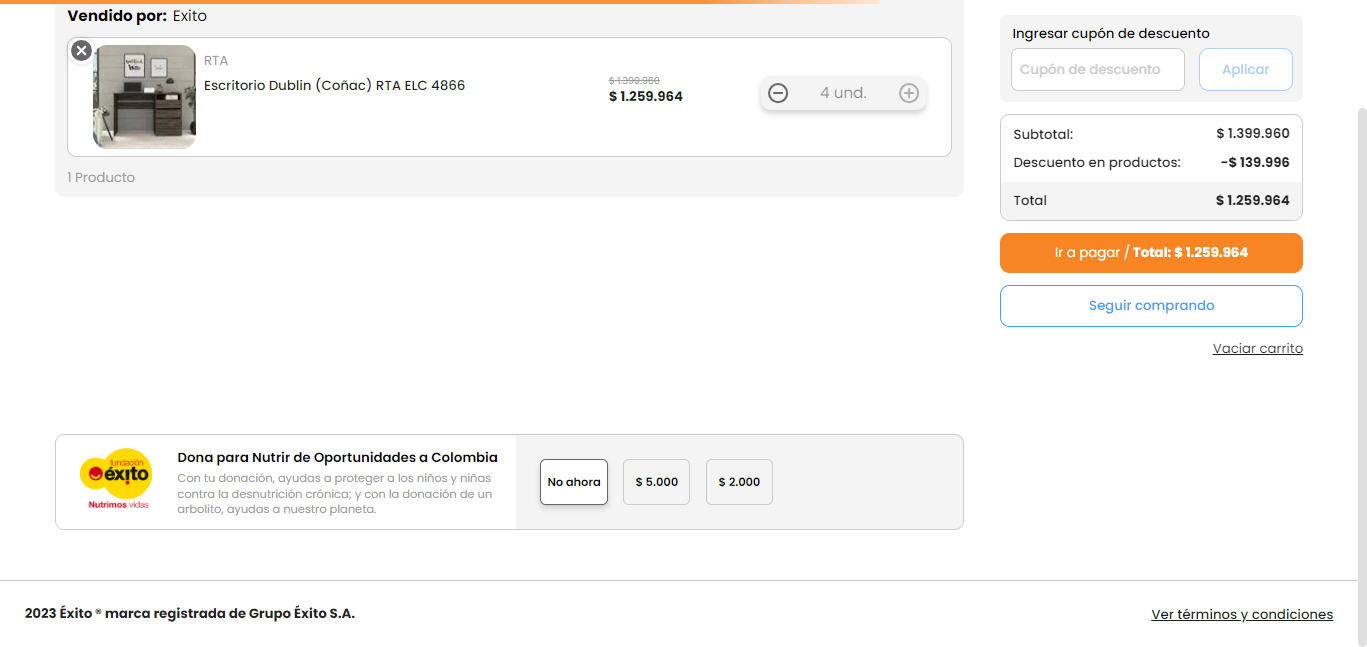 Vendido por: Exito
RTA
Escritorio Dublin (Coñac) RTA ELC 4866
$ 1.399.960
$ 1.259.964
4 und.
1 Producto
Ingresar cupón de descuento
Cupón de descuento
Aplicar
Subtotal: $ 1.399.960
Descuento en productos: -$ 139.996
Total $ 1.259.964
Ir a pagar / Total: $ 1.259.964
Seguir comprando
Vaciar carrito
fundación
éxito
Nutrimos vidas
Dona para Nutrir de Oportunidades a Colombia
Con tu donación, ayudas a proteger a los niños y niñas
contra la desnutrición crónica; y con la donación de un
arbolito, ayudas a nuestro planeta.
No ahora
$ 5.000
$ 2.000
2023 Éxito ® marca registrada de Grupo Éxito S.A.
Ver términos y condiciones